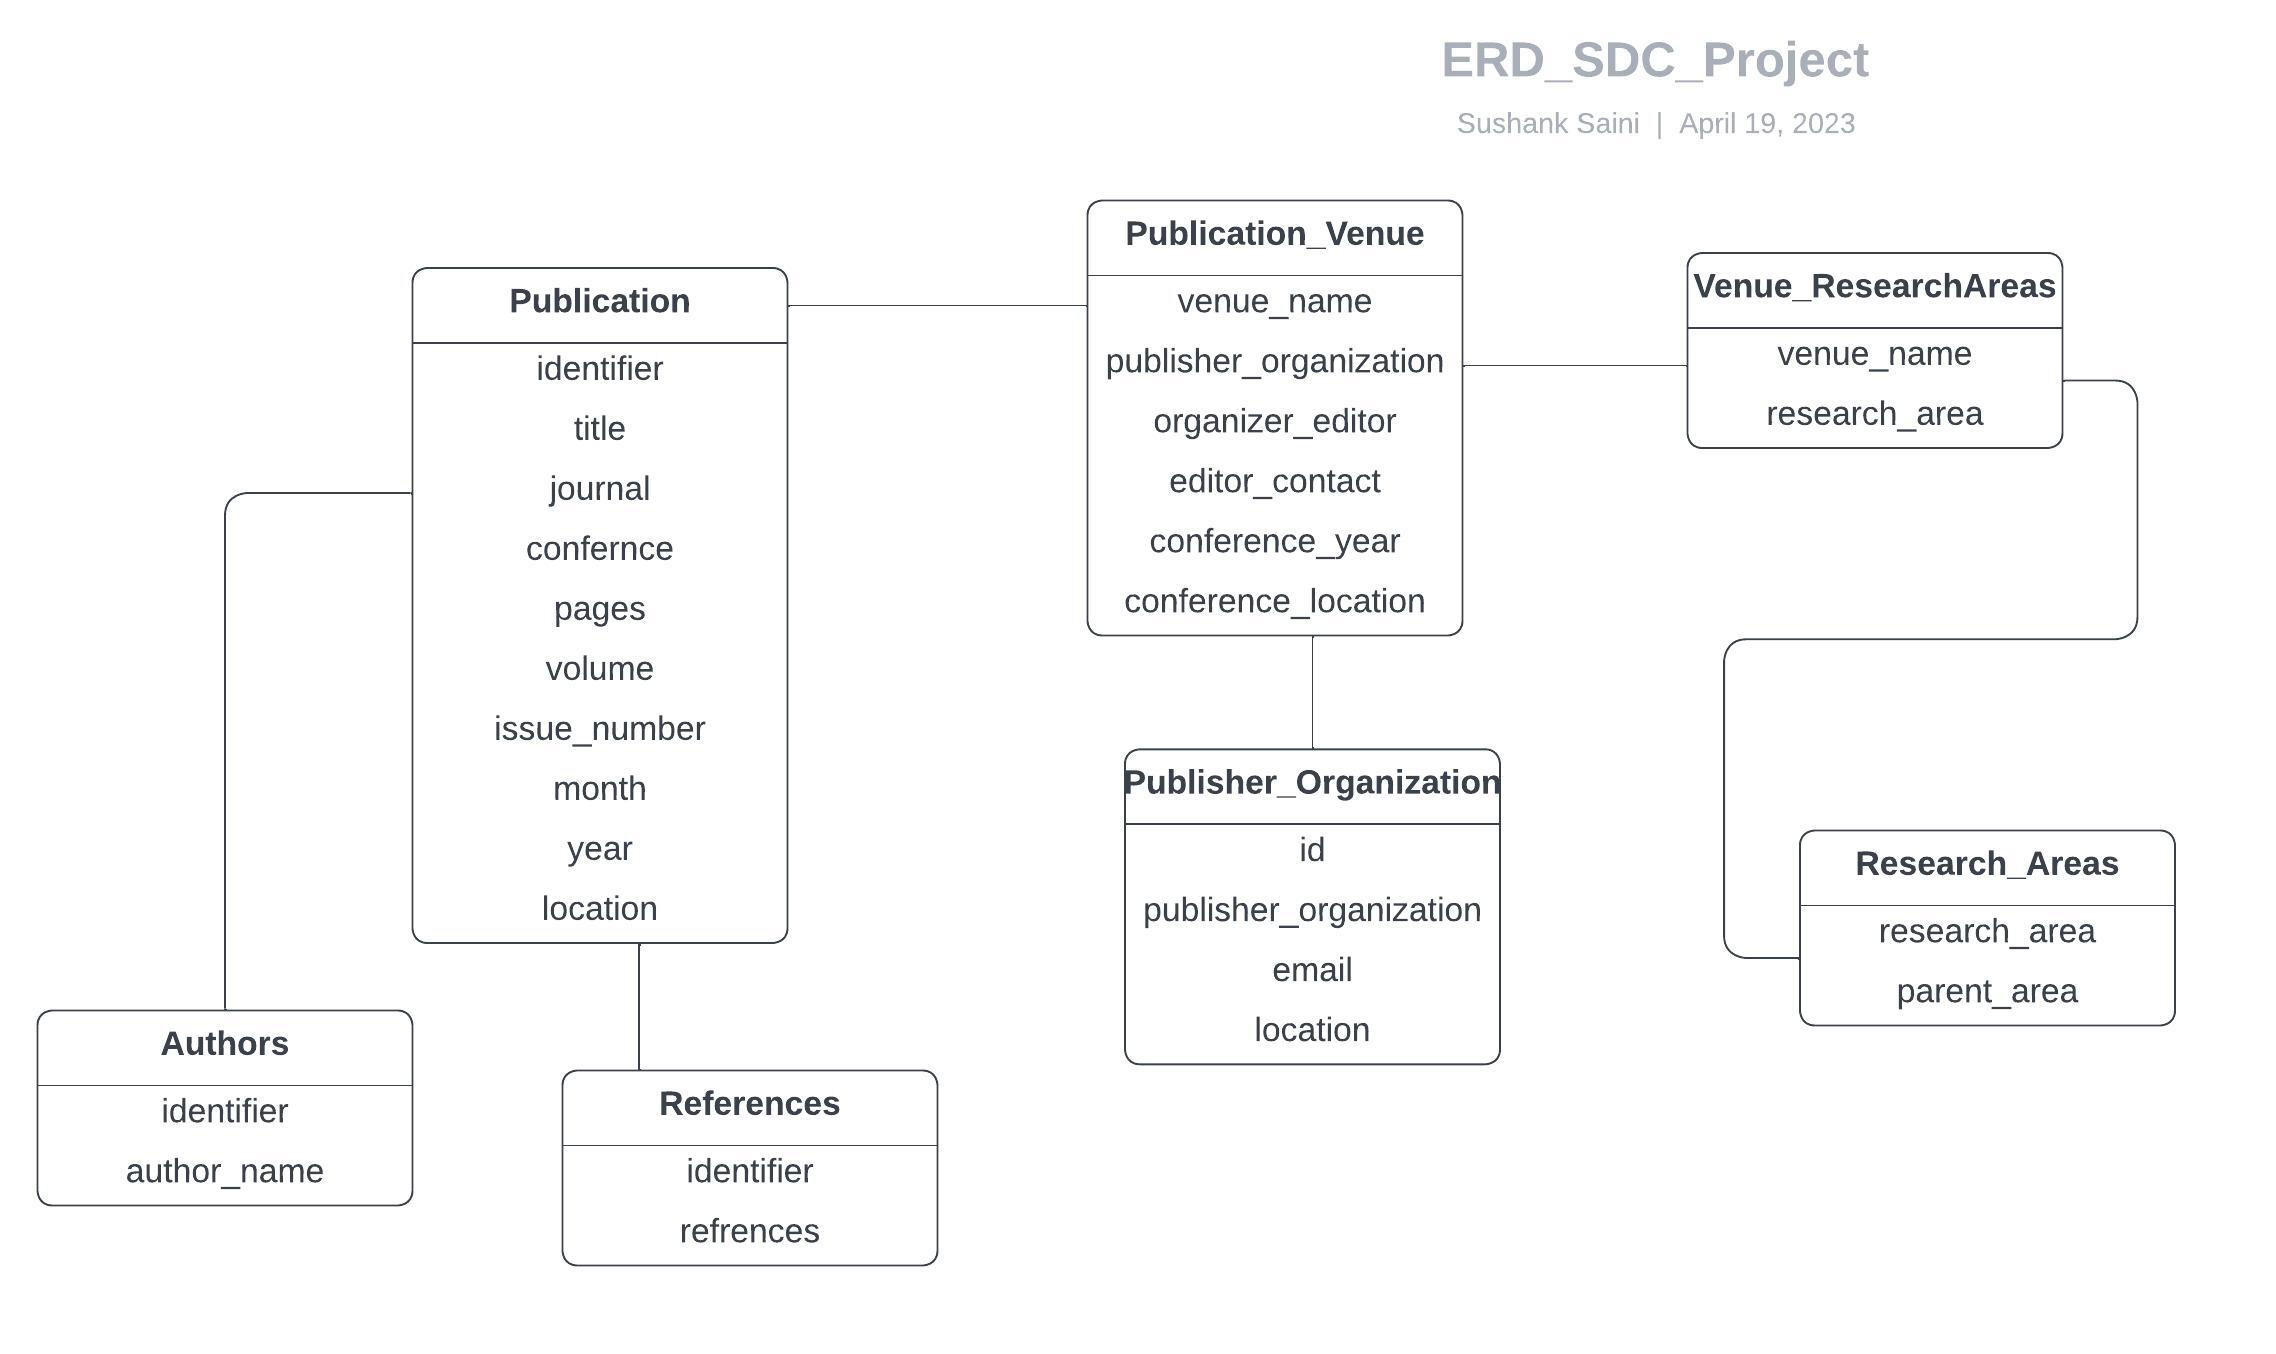 ERD_SDC_Project
Sushank Saini | April 19, 2023
Publication
identifier
title
journal
confernce
pages
volume
issue_number
month
year
location
Publication_Venue
venue_name
publisher_organization
organizer_editor
editor_contact
conference_year
conference_location
Venue_ResearchAreas
venue_name
research_area
Publisher_Organization
id
publisher_organization
email
location
Research_Areas
research_area
parent_area
Authors
identifier
author_name
References
identifier
refrences